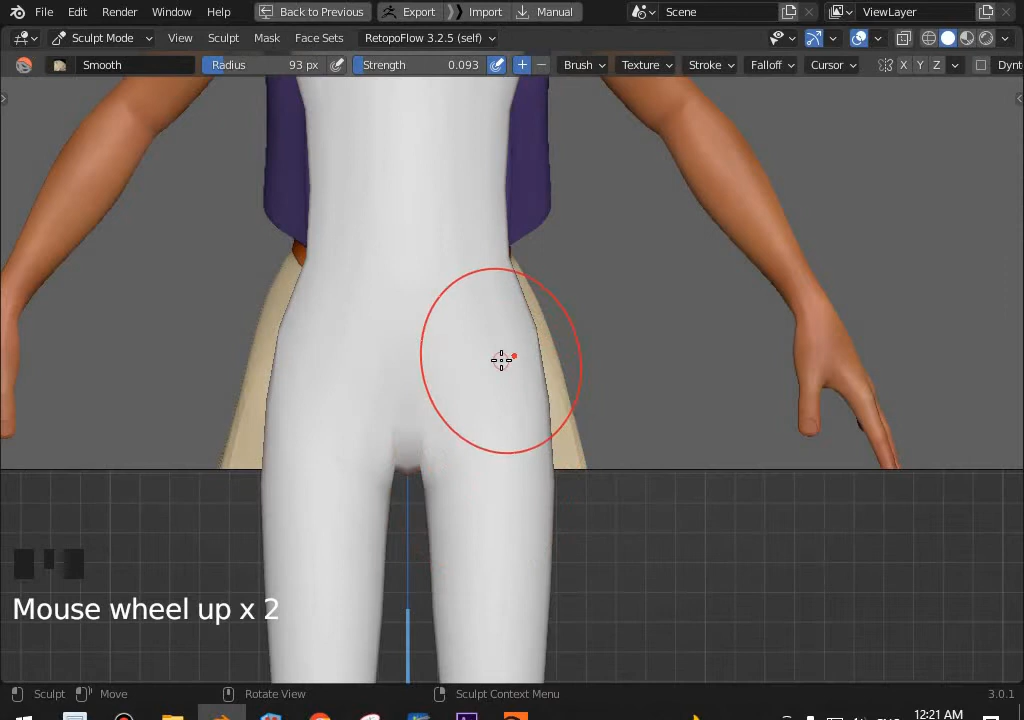 File Edit Render Window Help Back to Previous Export Import Manual Scene ViewLayer
Sculpt Mode View Sculpt Mask Face Sets RetopoFlow 3.2.5 (self)
Smooth Radius 93 px Strength 0.093 Brush Texture Stroke Falloff Cursor X Y Z Dynt
Mouse wheel up x 2
Sculpt Move Rotate View Sculpt Context Menu 3.0.1
12:21 AM